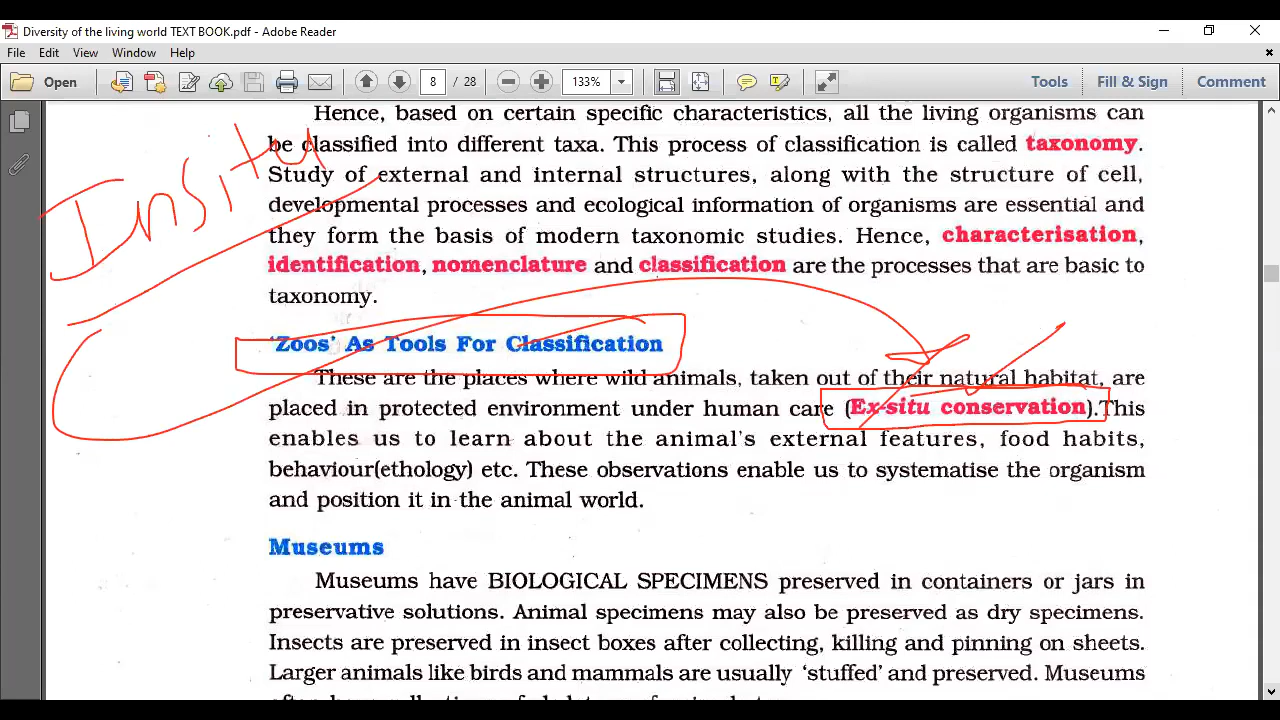 Diversity of the living world TEXT BOOK.pdf - Adobe Reader
File Edit View Window Help
Open 8 / 28 133% Tools Fill & Sign Comment
Hence, based on certain specific characteristics, all the living organisms can
be classified into different taxa. This process of classification is called taxonomy.
Study of external and internal structures, along with the structure of cell,
developmental processes and ecological information of organisms are essential and
they form the basis of modern taxonomic studies. Hence, characterisation,
identification, nomenclature and classification are the processes that are basic to
taxonomy.
Insitu
'Zoos' As Tools For Classification
These are the places where wild animals, taken out of their natural habitat, are
placed in protected environment under human care (Ex-situ conservation).This
enables us to learn about the animal's external features, food habits,
behaviour(ethology) etc. These observations enable us to systematise the organism
and position it in the animal world.
Museums
Museums have BIOLOGICAL SPECIMENS preserved in containers or jars in
preservative solutions. Animal specimens may also be preserved as dry specimens.
Insects are preserved in insect boxes after collecting, killing and pinning on sheets.
Larger animals like birds and mammals are usually 'stuffed' and preserved. Museums